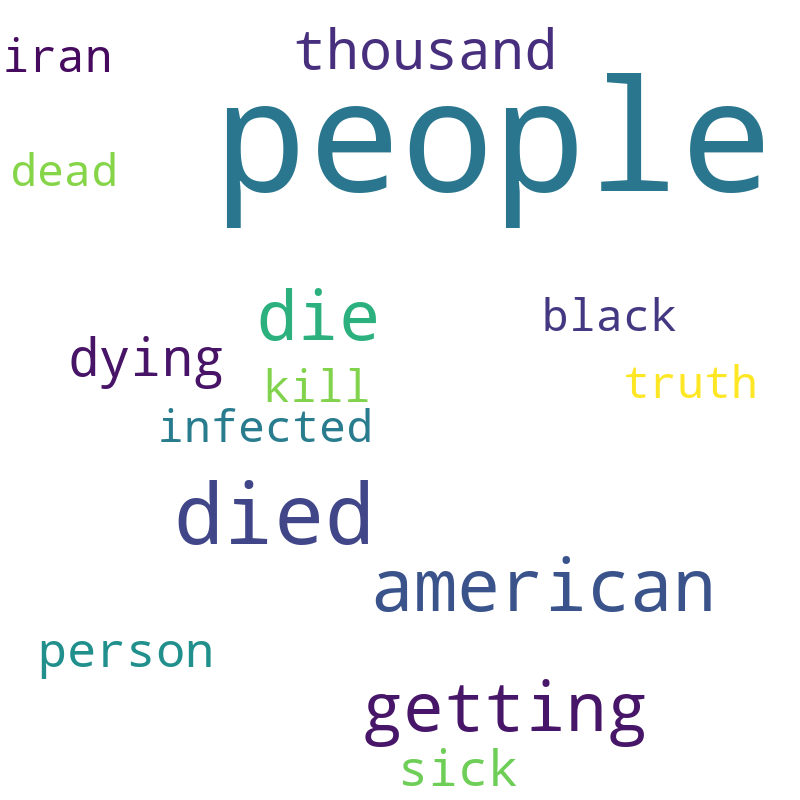 iran
thousand
people
dead
die
black
dying
kill
truth
infected
died
american
person
getting
sick